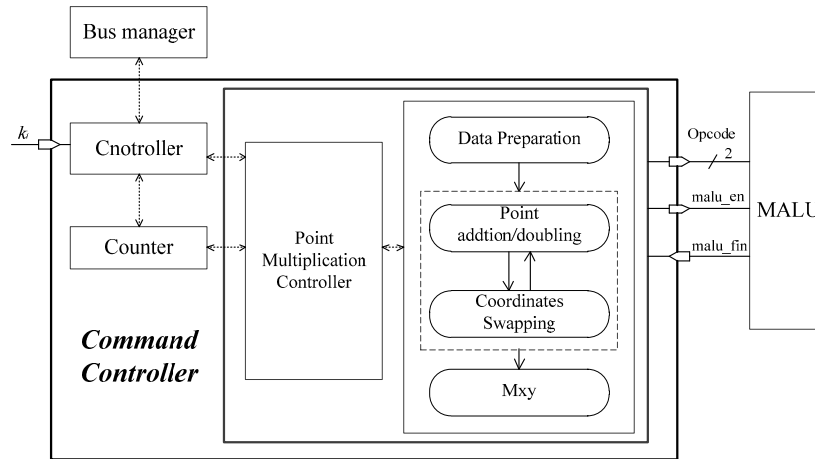 Bus manager
kᵢ
Cnotroller
Counter
Command
Controller
Point
Multiplication
Controller
Data Preparation
Point
addtion/doubling
Coordinates
Swapping
Mxy
Opcode
2
malu_en
malu_fin
MALU